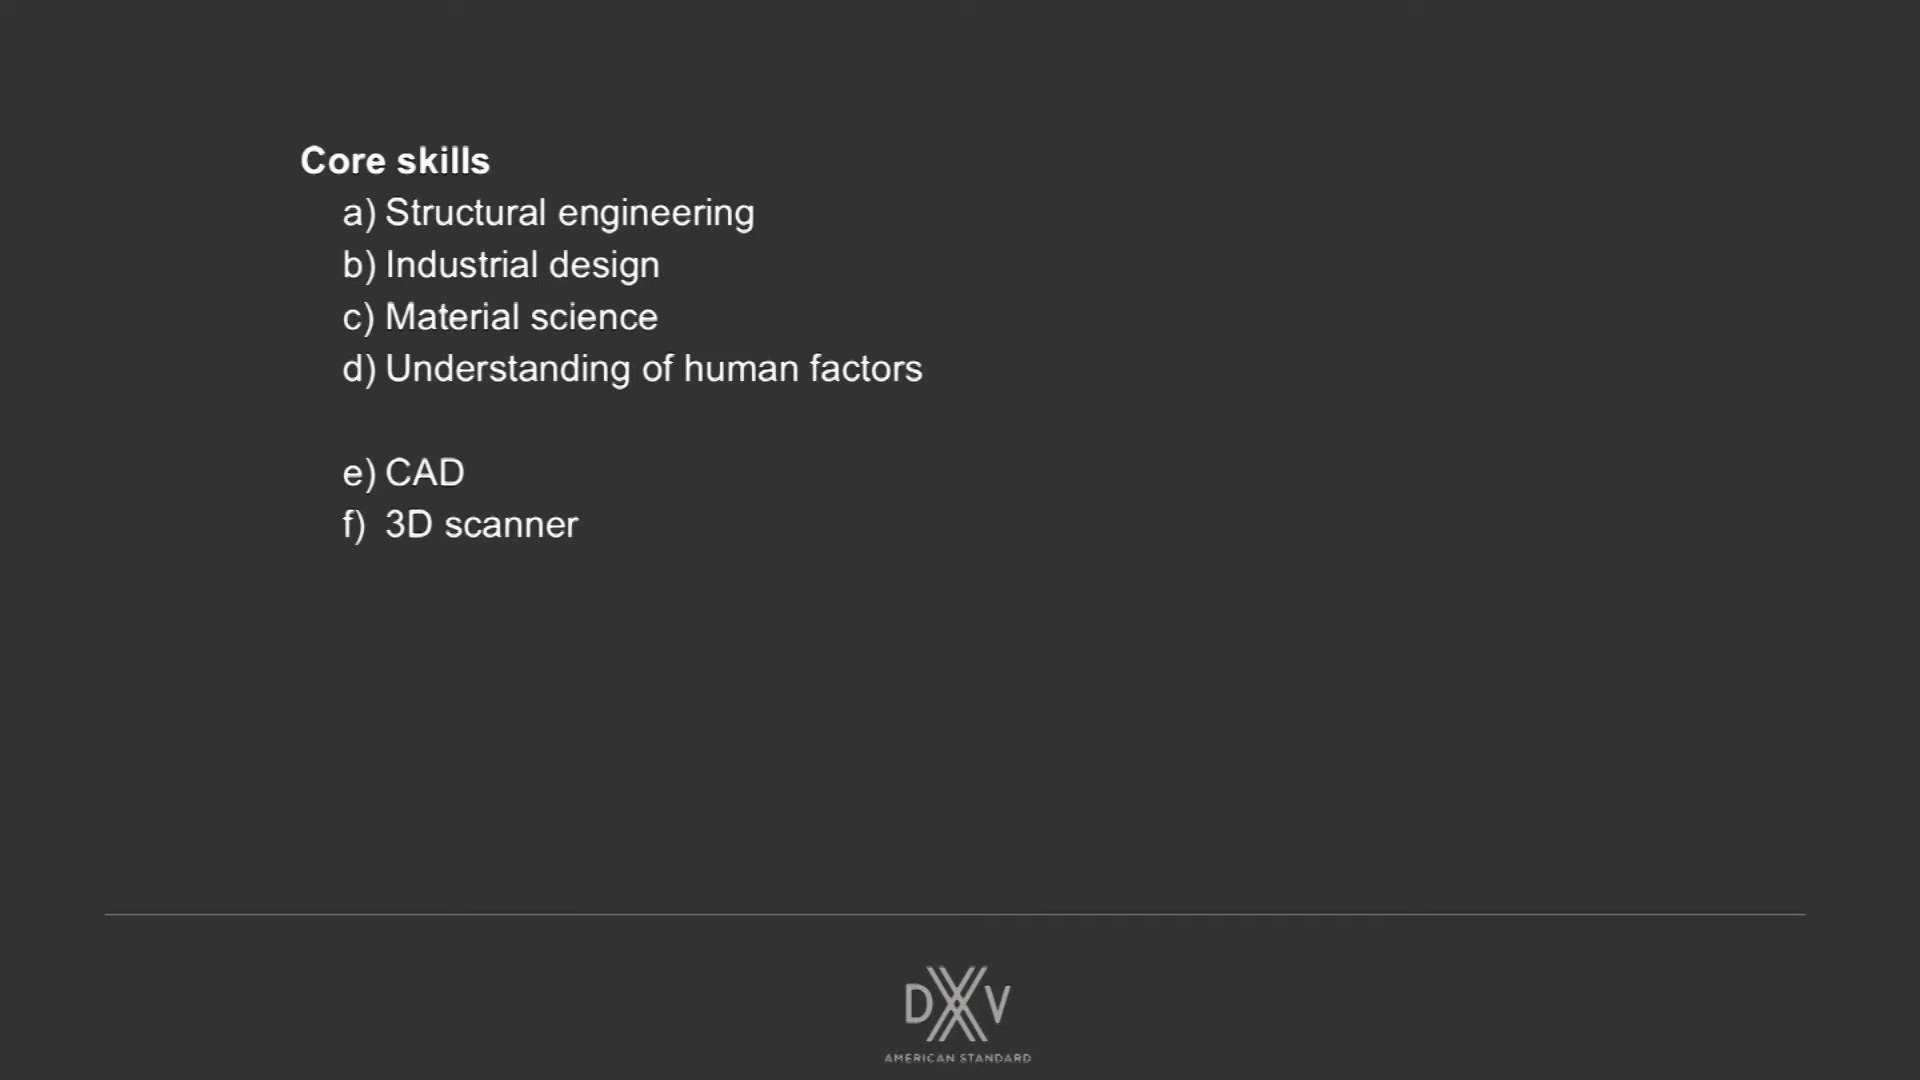 Core skills
a) Structural engineering
b) Industrial design
c) Material science
d) Understanding of human factors
e) CAD
f) 3D scanner
DXV
AMERICAN STANDARD